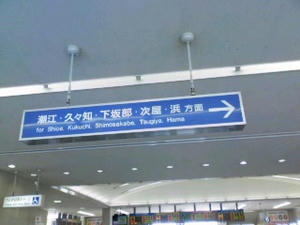 潮江・久々知・下坂部・次屋・浜 方面 →
for Shioe, Kukuchi, Shimosakabe, Tsugiya, Hama